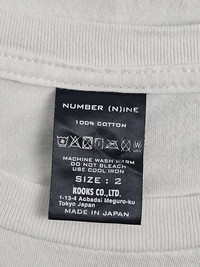 NUMBER (N)INE
100% COTTON
MACHINE WASH WARM
DO NOT BLEACH
USE COOL IRON
SIZE : 2
KOOKS CO.,LTD.
1-13-4 Aobadai Meguro-ku
Tokyo Japan
MADE IN JAPAN